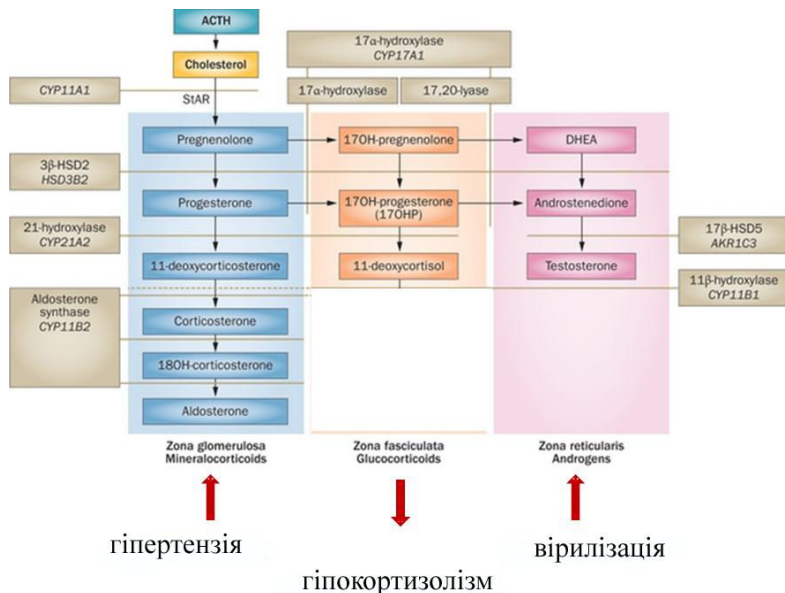 ACTH
17α-hydroxylase
CYP17A1
Cholesterol
CYP11A1
StAR
17α-hydroxylase
17,20-lyase
Pregnenolone
17OH-pregnenolone
DHEA
3β-HSD2
HSD3B2
Progesterone
17OH-progesterone
(17OHP)
Androstenedione
21-hydroxylase
CYP21A2
17β-HSD5
AKR1C3
11-deoxycorticosterone
11-deoxycortisol
Testosterone
11β-hydroxylase
CYP11B1
Aldosterone
synthase
CYP11B2
Corticosterone
18OH-corticosterone
Aldosterone
Zona glomerulosa
Mineralocorticoids
Zona fasciculata
Glucocorticoids
Zona reticularis
Androgens
гіпертензія
вірилізація
гіпокортизолізм